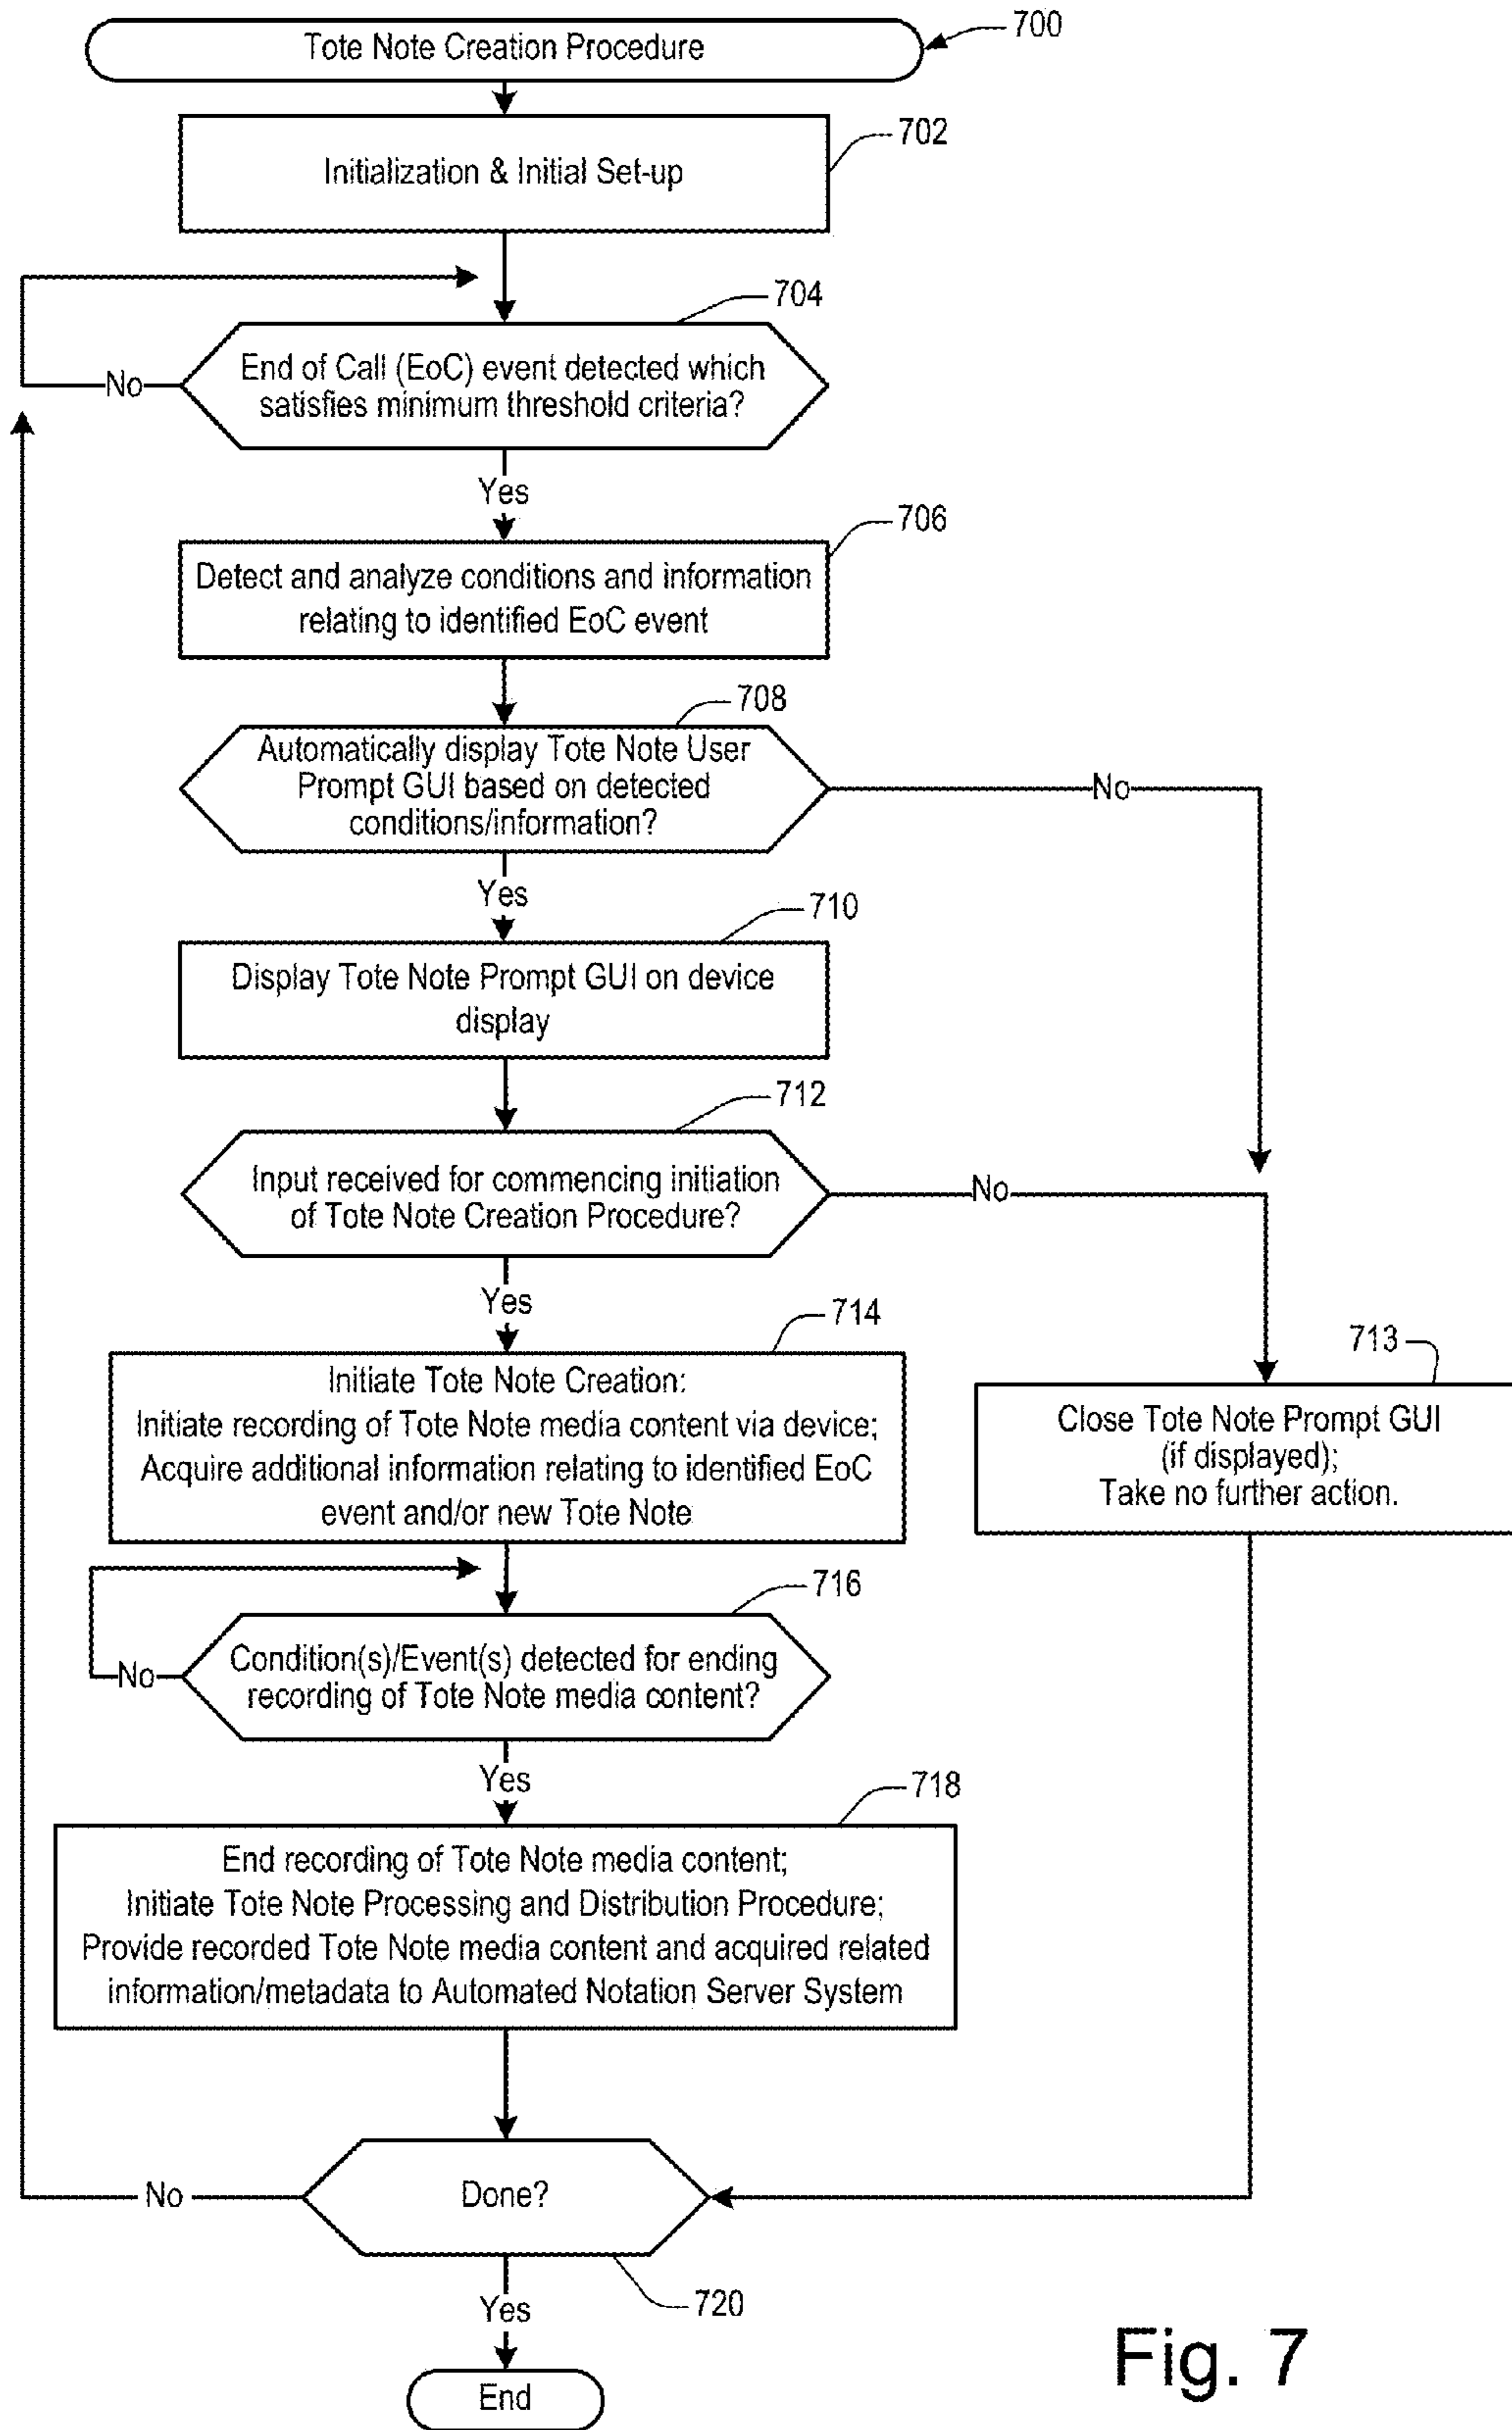 Tote Note Creation Procedure
700
702
Initialization & Initial Set-up
704
End of Call (EoC) event detected which
satisfies minimum threshold criteria?
No
Yes
706
Detect and analyze conditions and information
relating to identified EoC event
708
Automatically display Tote Note User
Prompt GUI based on detected
conditions/information?
No
Yes
710
Display Tote Note Prompt GUI on device
display
712
Input received for commencing initiation
of Tote Note Creation Procedure?
No
Yes
714
Initiate Tote Note Creation:
Initiate recording of Tote Note media content via device;
Acquire additional information relating to identified EoC
event and/or new Tote Note
713
Close Tote Note Prompt GUI
(if displayed);
Take no further action.
716
Condition(s)/Event(s) detected for ending
recording of Tote Note media content?
No
Yes
718
End recording of Tote Note media content;
Initiate Tote Note Processing and Distribution Procedure;
Provide recorded Tote Note media content and acquired related
information/metadata to Automated Notation Server System
Done?
No
720
Yes
End
Fig. 7